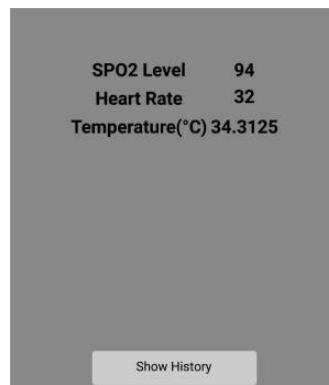 SPO2 Level 94
Heart Rate 32
Temperature(°C) 34.3125
Show History